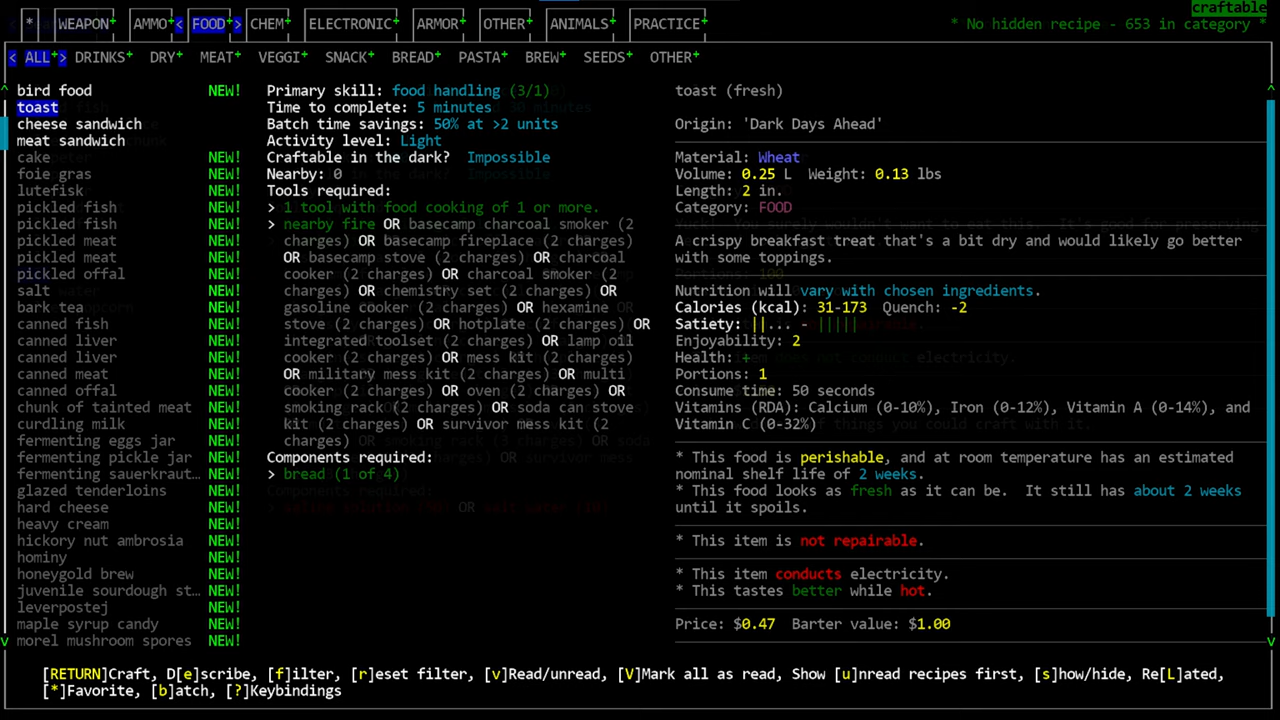 craftable
* WEAPON+ AMMO+ < FOOD+ > CHEM+ ELECTRONIC+ ARMOR+ OTHER+ ANIMALS+ PRACTICE+ * No hidden recipe - 653 in category *
< ALL+ > DRINKS+ DRY+ MEAT+ VEGGI+ SNACK+ BREAD+ PASTA+ BREW+ SEEDS+ OTHER+
bird food NEW!
toast
cheese sandwich
meat sandwich
cake NEW!
foie gras NEW!
lutefisk NEW!
pickled fish NEW!
pickled fish NEW!
pickled meat NEW!
pickled meat NEW!
pickled offal NEW!
salt NEW!
bark tea NEW!
canned fish NEW!
canned liver NEW!
canned liver NEW!
canned meat NEW!
canned offal NEW!
chunk of tainted meat NEW!
curdling milk NEW!
fermenting eggs jar NEW!
fermenting pickle jar NEW!
fermenting sauerkraut… NEW!
glazed tenderloins NEW!
hard cheese NEW!
heavy cream NEW!
hickory nut ambrosia NEW!
hominy NEW!
honeygold brew NEW!
juvenile sourdough st… NEW!
leverpostej NEW!
maple syrup candy NEW!
morel mushroom spores NEW!
Primary skill: food handling (3/1)
Time to complete: 5 minutes
Batch time savings: 50% at >2 units
Activity level: Light
Craftable in the dark? Impossible
Nearby: 0
Tools required:
> 1 tool with food cooking of 1 or more.
> nearby fire OR basecamp charcoal smoker (2
charges) OR basecamp fireplace (2 charges)
OR basecamp stove (2 charges) OR charcoal
cooker (2 charges) OR charcoal smoker (2
charges) OR chemistry set (2 charges) OR
gasoline cooker (2 charges) OR hexamine
stove (2 charges) OR hotplate (2 charges) OR
integrated toolset (2 charges) OR lamp oil
cooker (2 charges) OR mess kit (2 charges)
OR military mess kit (2 charges) OR multi
cooker (2 charges) OR oven (2 charges) OR
smoking rack (2 charges) OR soda can stove
kit (2 charges) OR survivor mess kit (2
charges)
Components required:
> bread (1 of 4)
toast (fresh)
Origin: 'Dark Days Ahead'
Material: Wheat
Volume: 0.25 L Weight: 0.13 lbs
Length: 2 in.
Category: FOOD
A crispy breakfast treat that's a bit dry and would likely go better
with some toppings.
Nutrition will vary with chosen ingredients.
Calories (kcal): 31-173 Quench: -2
Satiety: ||... - |||||
Enjoyability: 2
Health: +
Portions: 1
Consume time: 50 seconds
Vitamins (RDA): Calcium (0-10%), Iron (0-12%), Vitamin A (0-14%), and
Vitamin C (0-32%)
* This food is perishable, and at room temperature has an estimated
nominal shelf life of 2 weeks.
* This food looks as fresh as it can be. It still has about 2 weeks
until it spoils.
* This item is not repairable.
* This item conducts electricity.
* This tastes better while hot.
Price: $0.47 Barter value: $1.00
[RETURN]Craft, D[e]scribe, [f]ilter, [r]eset filter, [v]Read/unread, [V]Mark all as read, Show [u]nread recipes first, [s]how/hide, Re[L]ated,
[*]Favorite, [b]atch, [?]Keybindings